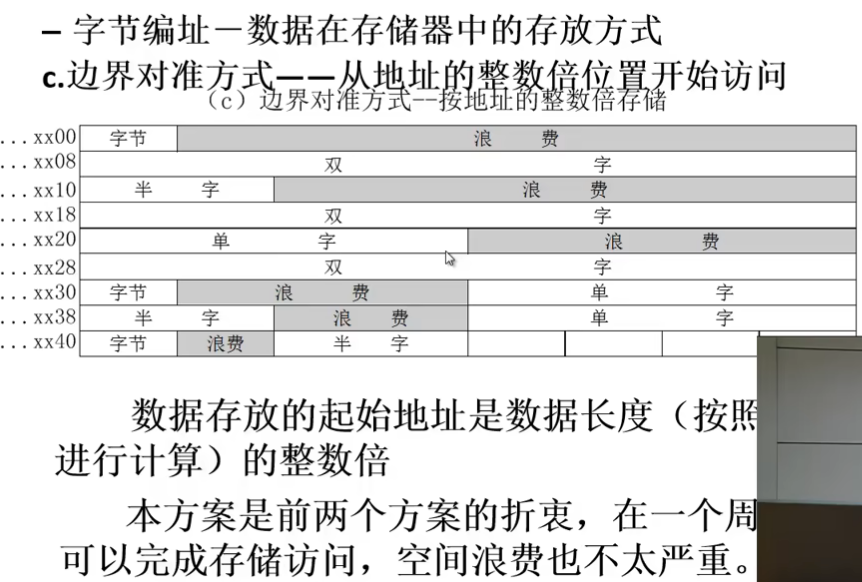 – 字节编址－数据在存储器中的存放方式
c.边界对准方式——从地址的整数倍位置开始访问
（c）边界对准方式--按地址的整数倍存储
...xx00 字节 浪 费
...xx08 双 字
...xx10 半 字 浪 费
...xx18 双 字
...xx20 单 字 浪 费
...xx28 双 字
...xx30 字节 浪 费 单 字
...xx38 半 字 浪 费 单 字
...xx40 字节 浪费 半 字
数据存放的起始地址是数据长度（按照
进行计算）的整数倍
本方案是前两个方案的折衷，在一个周
可以完成存储访问，空间浪费也不太严重。